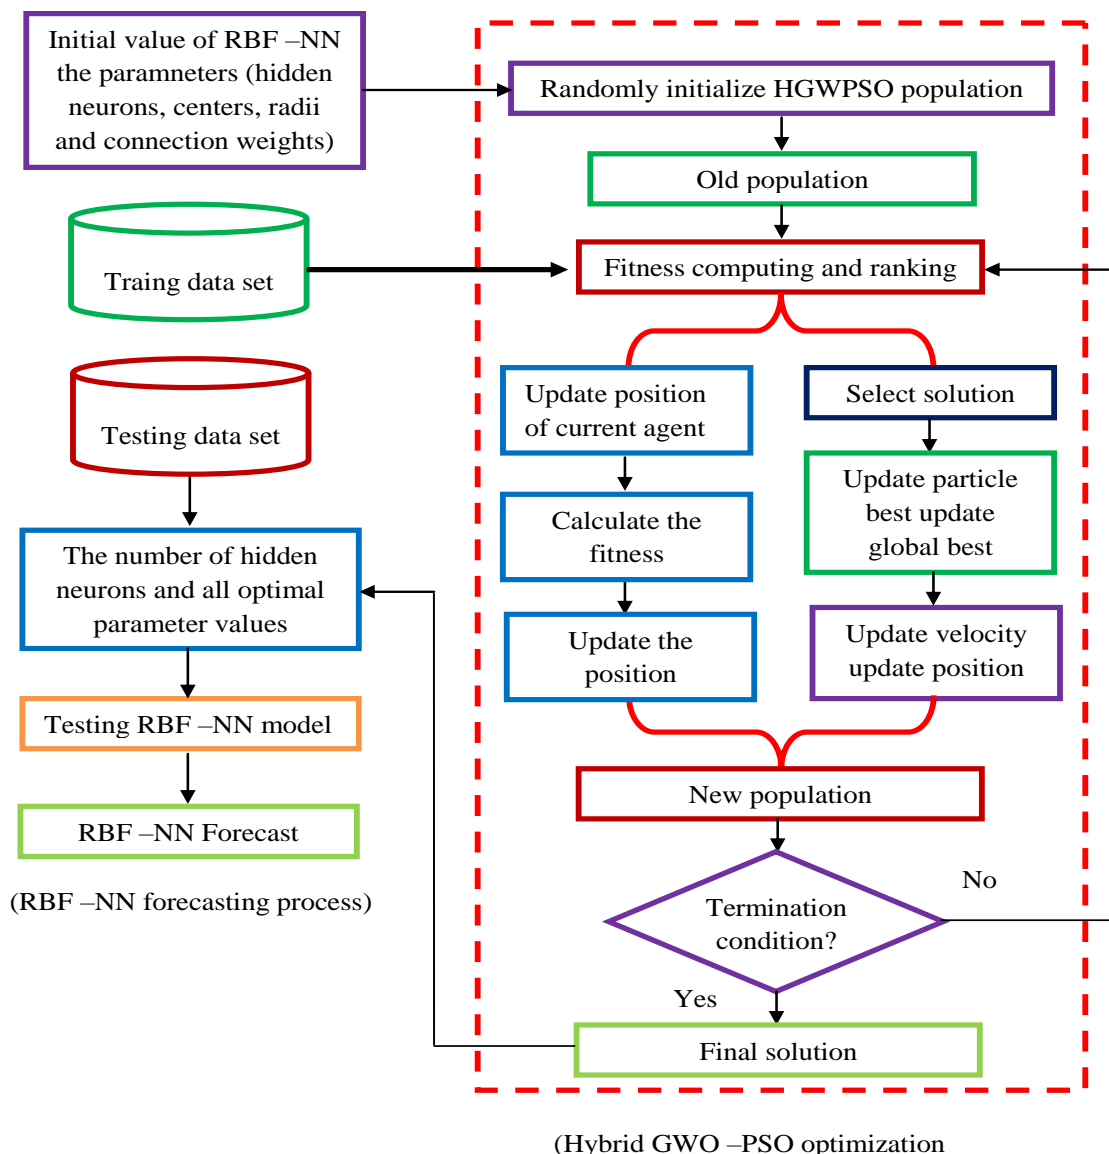 Initial value of RBF –NN
the paramneters (hidden
neurons, centers, radii
and connection weights)
Randomly initialize HGWPSO population
Old population
Traing data set
Fitness computing and ranking
Testing data set
Update position
of current agent
Select solution
Calculate the
fitness
Update particle
best update
global best
The number of hidden
neurons and all optimal
parameter values
Update the
position
Update velocity
update position
Testing RBF –NN model
New population
RBF –NN Forecast
(RBF –NN forecasting process)
Termination
condition?
No
Yes
Final solution
(Hybrid GWO –PSO optimization